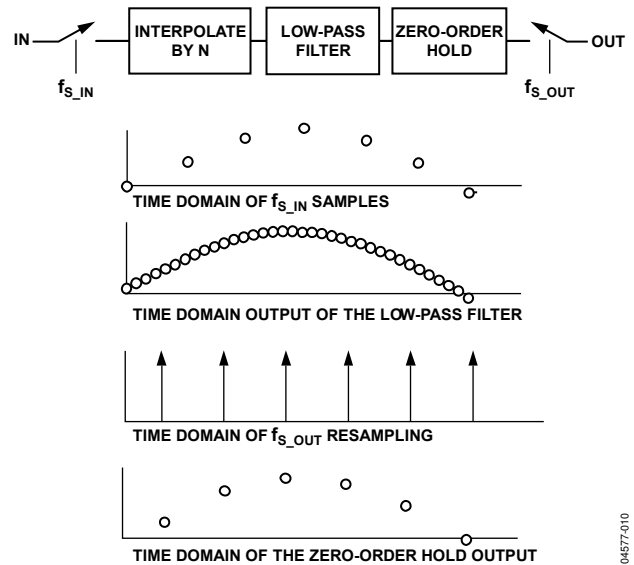 IN
INTERPOLATE
BY N
LOW-PASS
FILTER
ZERO-ORDER
HOLD
OUT
fS_IN
fS_OUT
TIME DOMAIN OF fS_IN SAMPLES
TIME DOMAIN OUTPUT OF THE LOW-PASS FILTER
TIME DOMAIN OF fS_OUT RESAMPLING
TIME DOMAIN OF THE ZERO-ORDER HOLD OUTPUT
04577-010